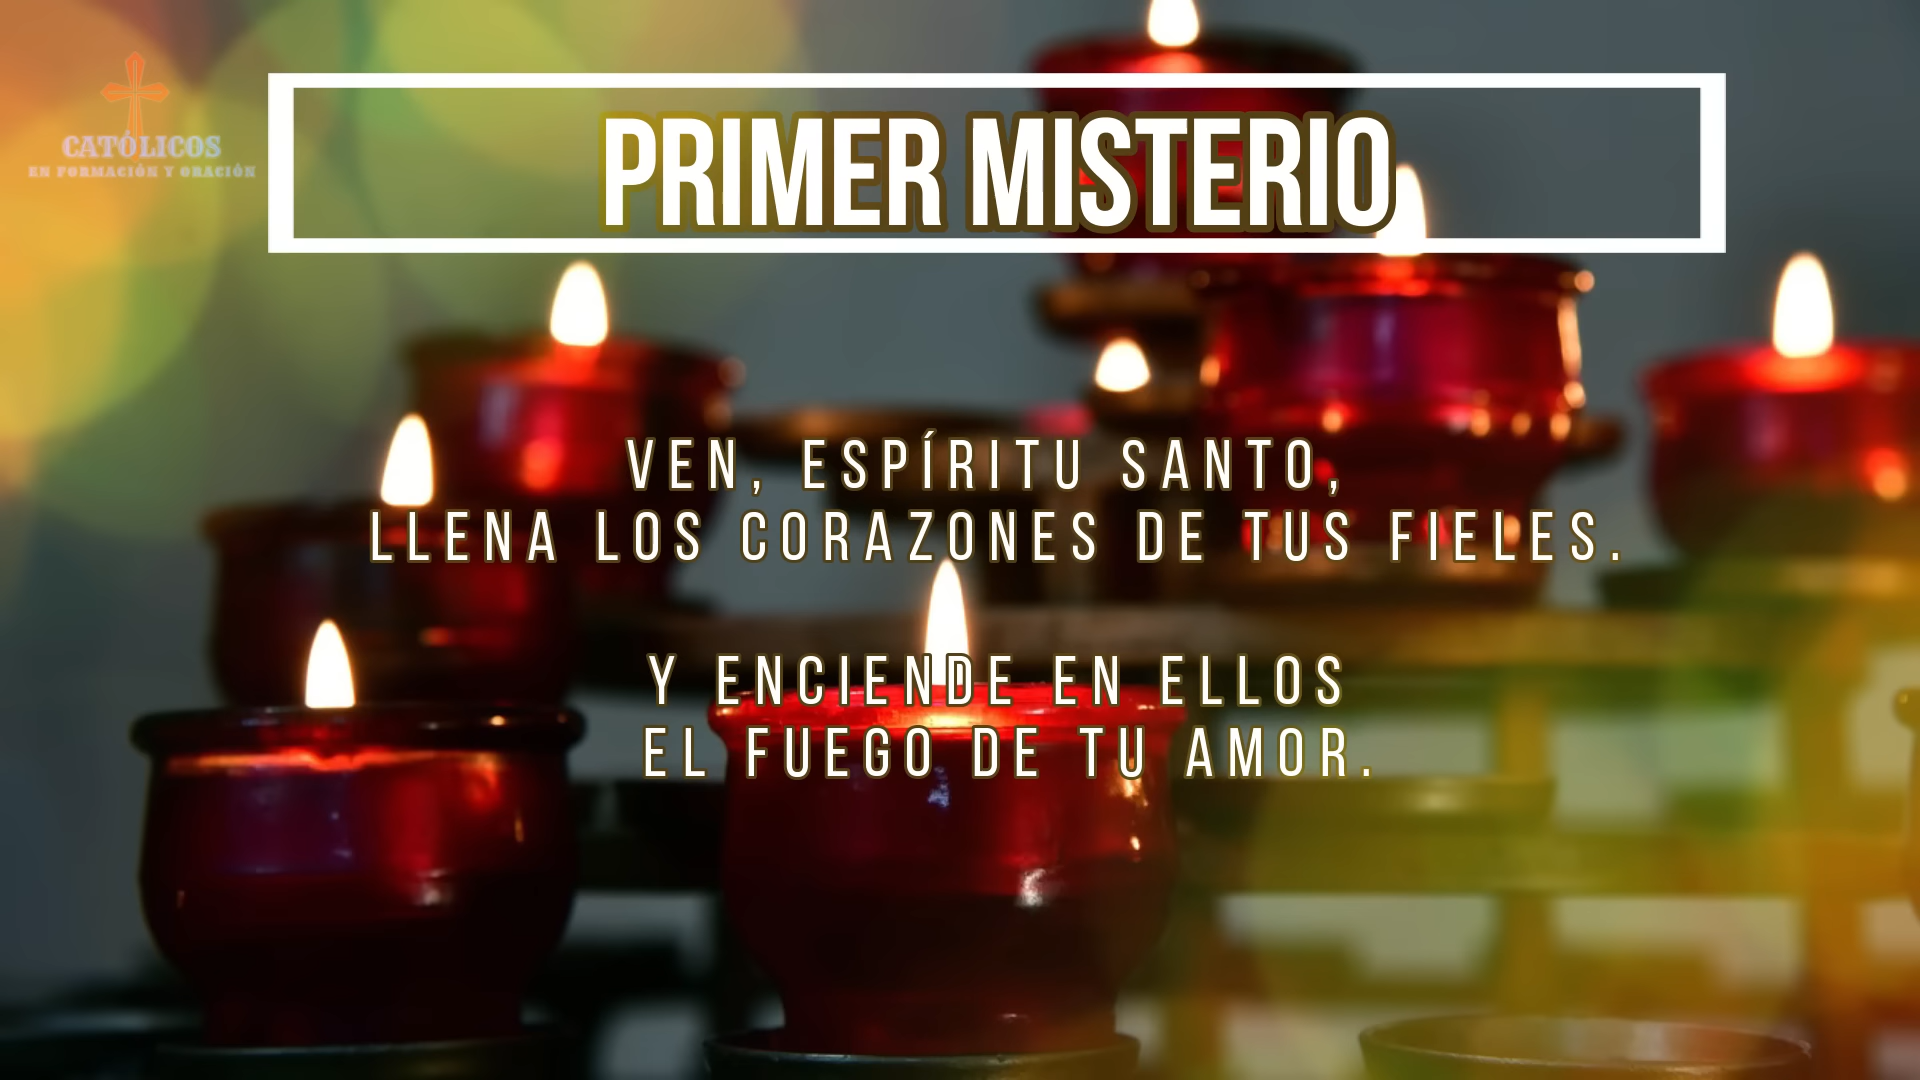 CATÓLICOS
EN FORMACIÓN Y ORACIÓN
PRIMER MISTERIO
VEN, ESPÍRITU SANTO,
LLENA LOS CORAZONES DE TUS FIELES.
Y ENCIENDE EN ELLOS
EL FUEGO DE TU AMOR.